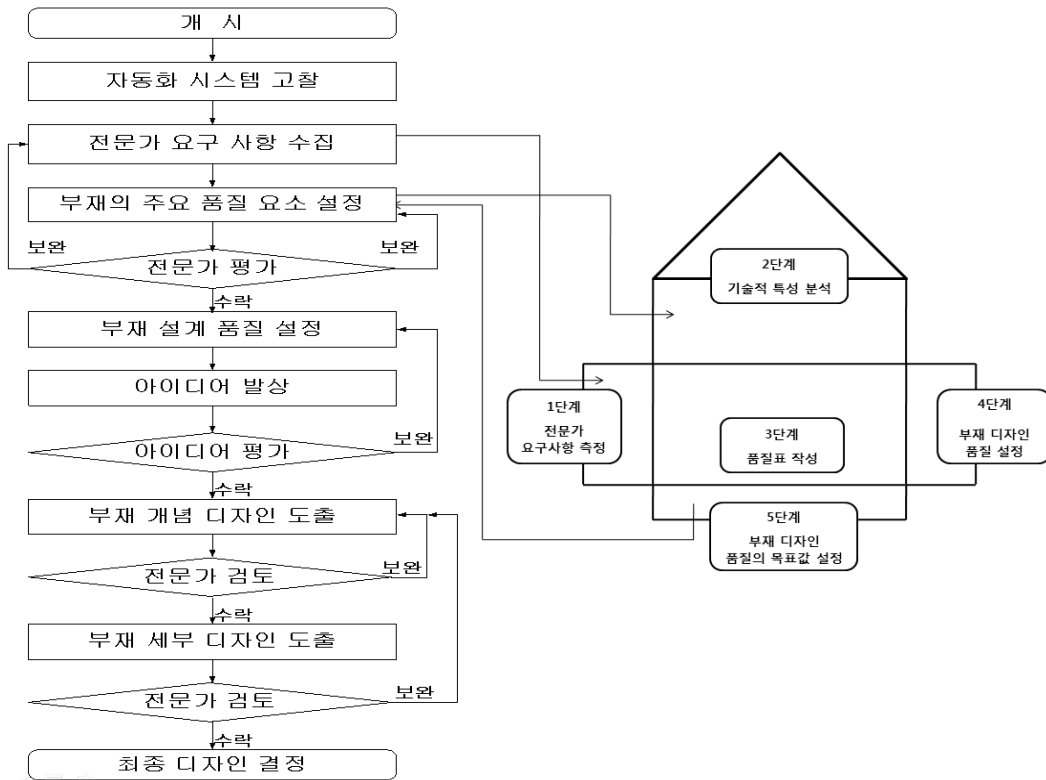 개 시
자동화 시스템 고찰
전문가 요구 사항 수집
부재의 주요 품질 요소 설정
보완
보완
전문가 평가
수락
부재 설계 품질 설정
아이디어 발상
보완
아이디어 평가
수락
부재 개념 디자인 도출
보완
전문가 검토
수락
부재 세부 디자인 도출
보완
전문가 검토
수락
최종 디자인 결정
2단계
기술적 특성 분석
1단계
전문가
요구사항 측정
3단계
품질표 작성
4단계
부재 디자인
품질 설정
5단계
부재 디자인
품질의 목표값 설정